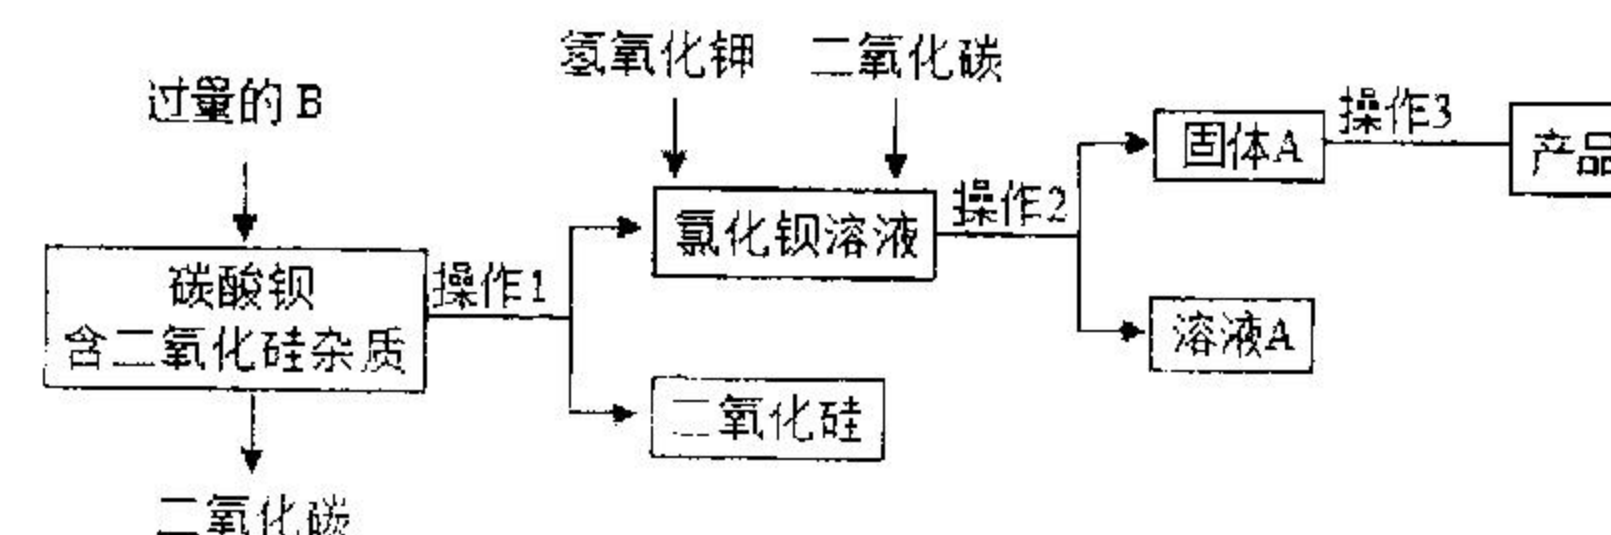 氢氧化钾 二氧化碳
过量的B
操作3
固体A
产品
操作2
氯化钡溶液
操作1
碳酸钡
含二氧化硅杂质
溶液A
二氧化硅
二氧化碳